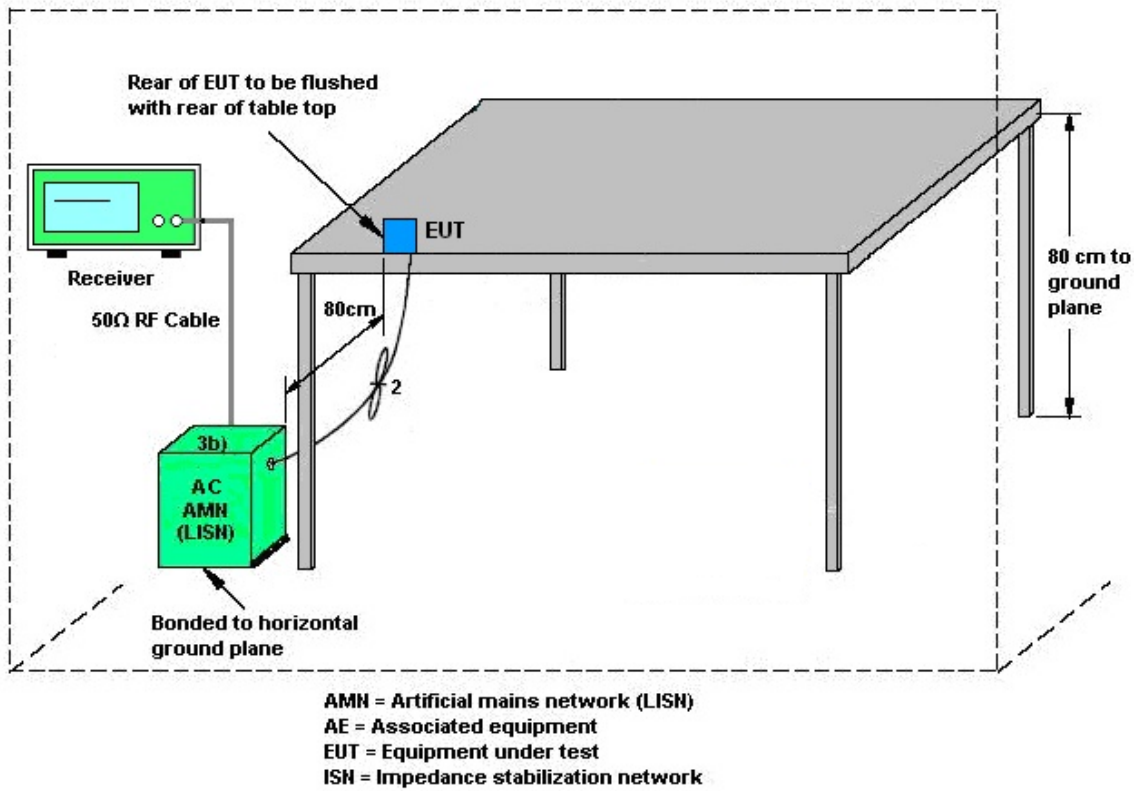 Rear of EUT to be flushed
with rear of table top
EUT
Receiver
50Ω RF Cable
80cm
2
80 cm to
ground
plane
3b)
AC
AMN
(LISN)
Bonded to horizontal
ground plane
AMN = Artificial mains network (LISN)
AE = Associated equipment
EUT = Equipment under test
ISN = Impedance stabilization network